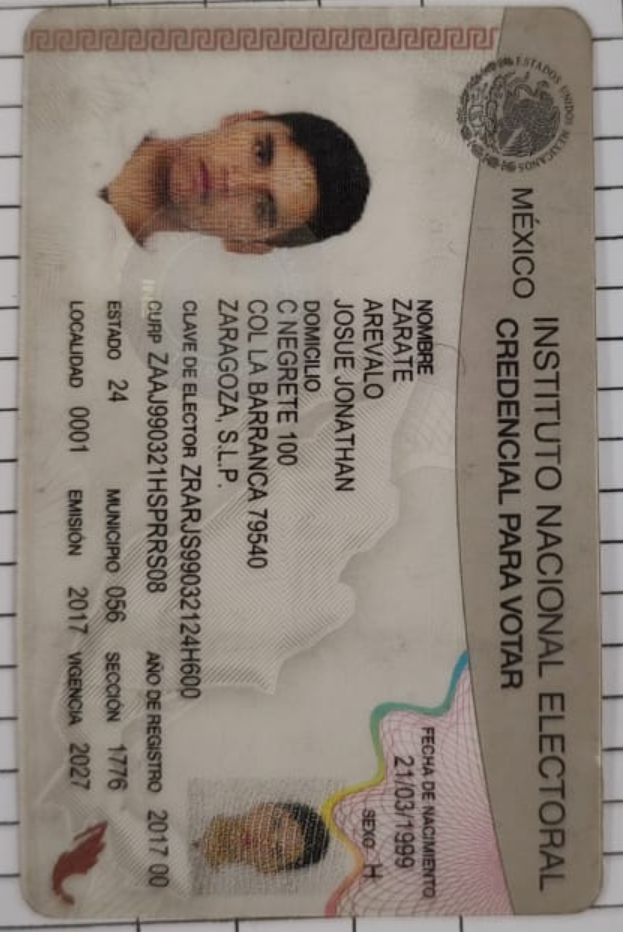 ESTADOS UNIDOS MEXICANOS
MÉXICO INSTITUTO NACIONAL ELECTORAL
CREDENCIAL PARA VOTAR
NOMBRE
ZARATE
AREVALO
JOSUE JONATHAN
FECHA DE NACIMIENTO
21/03/1999
SEXO H
DOMICILIO
C NEGRETE 100
COL LA BARRANCA 79540
ZARAGOZA, S.L.P.
CLAVE DE ELECTOR ZRARJS99032124H600
CURP ZAAJ990321HSPRRS08 AÑO DE REGISTRO 2017 00
ESTADO 24 MUNICIPIO 056 SECCIÓN 1776
LOCALIDAD 0001 EMISIÓN 2017 VIGENCIA 2027